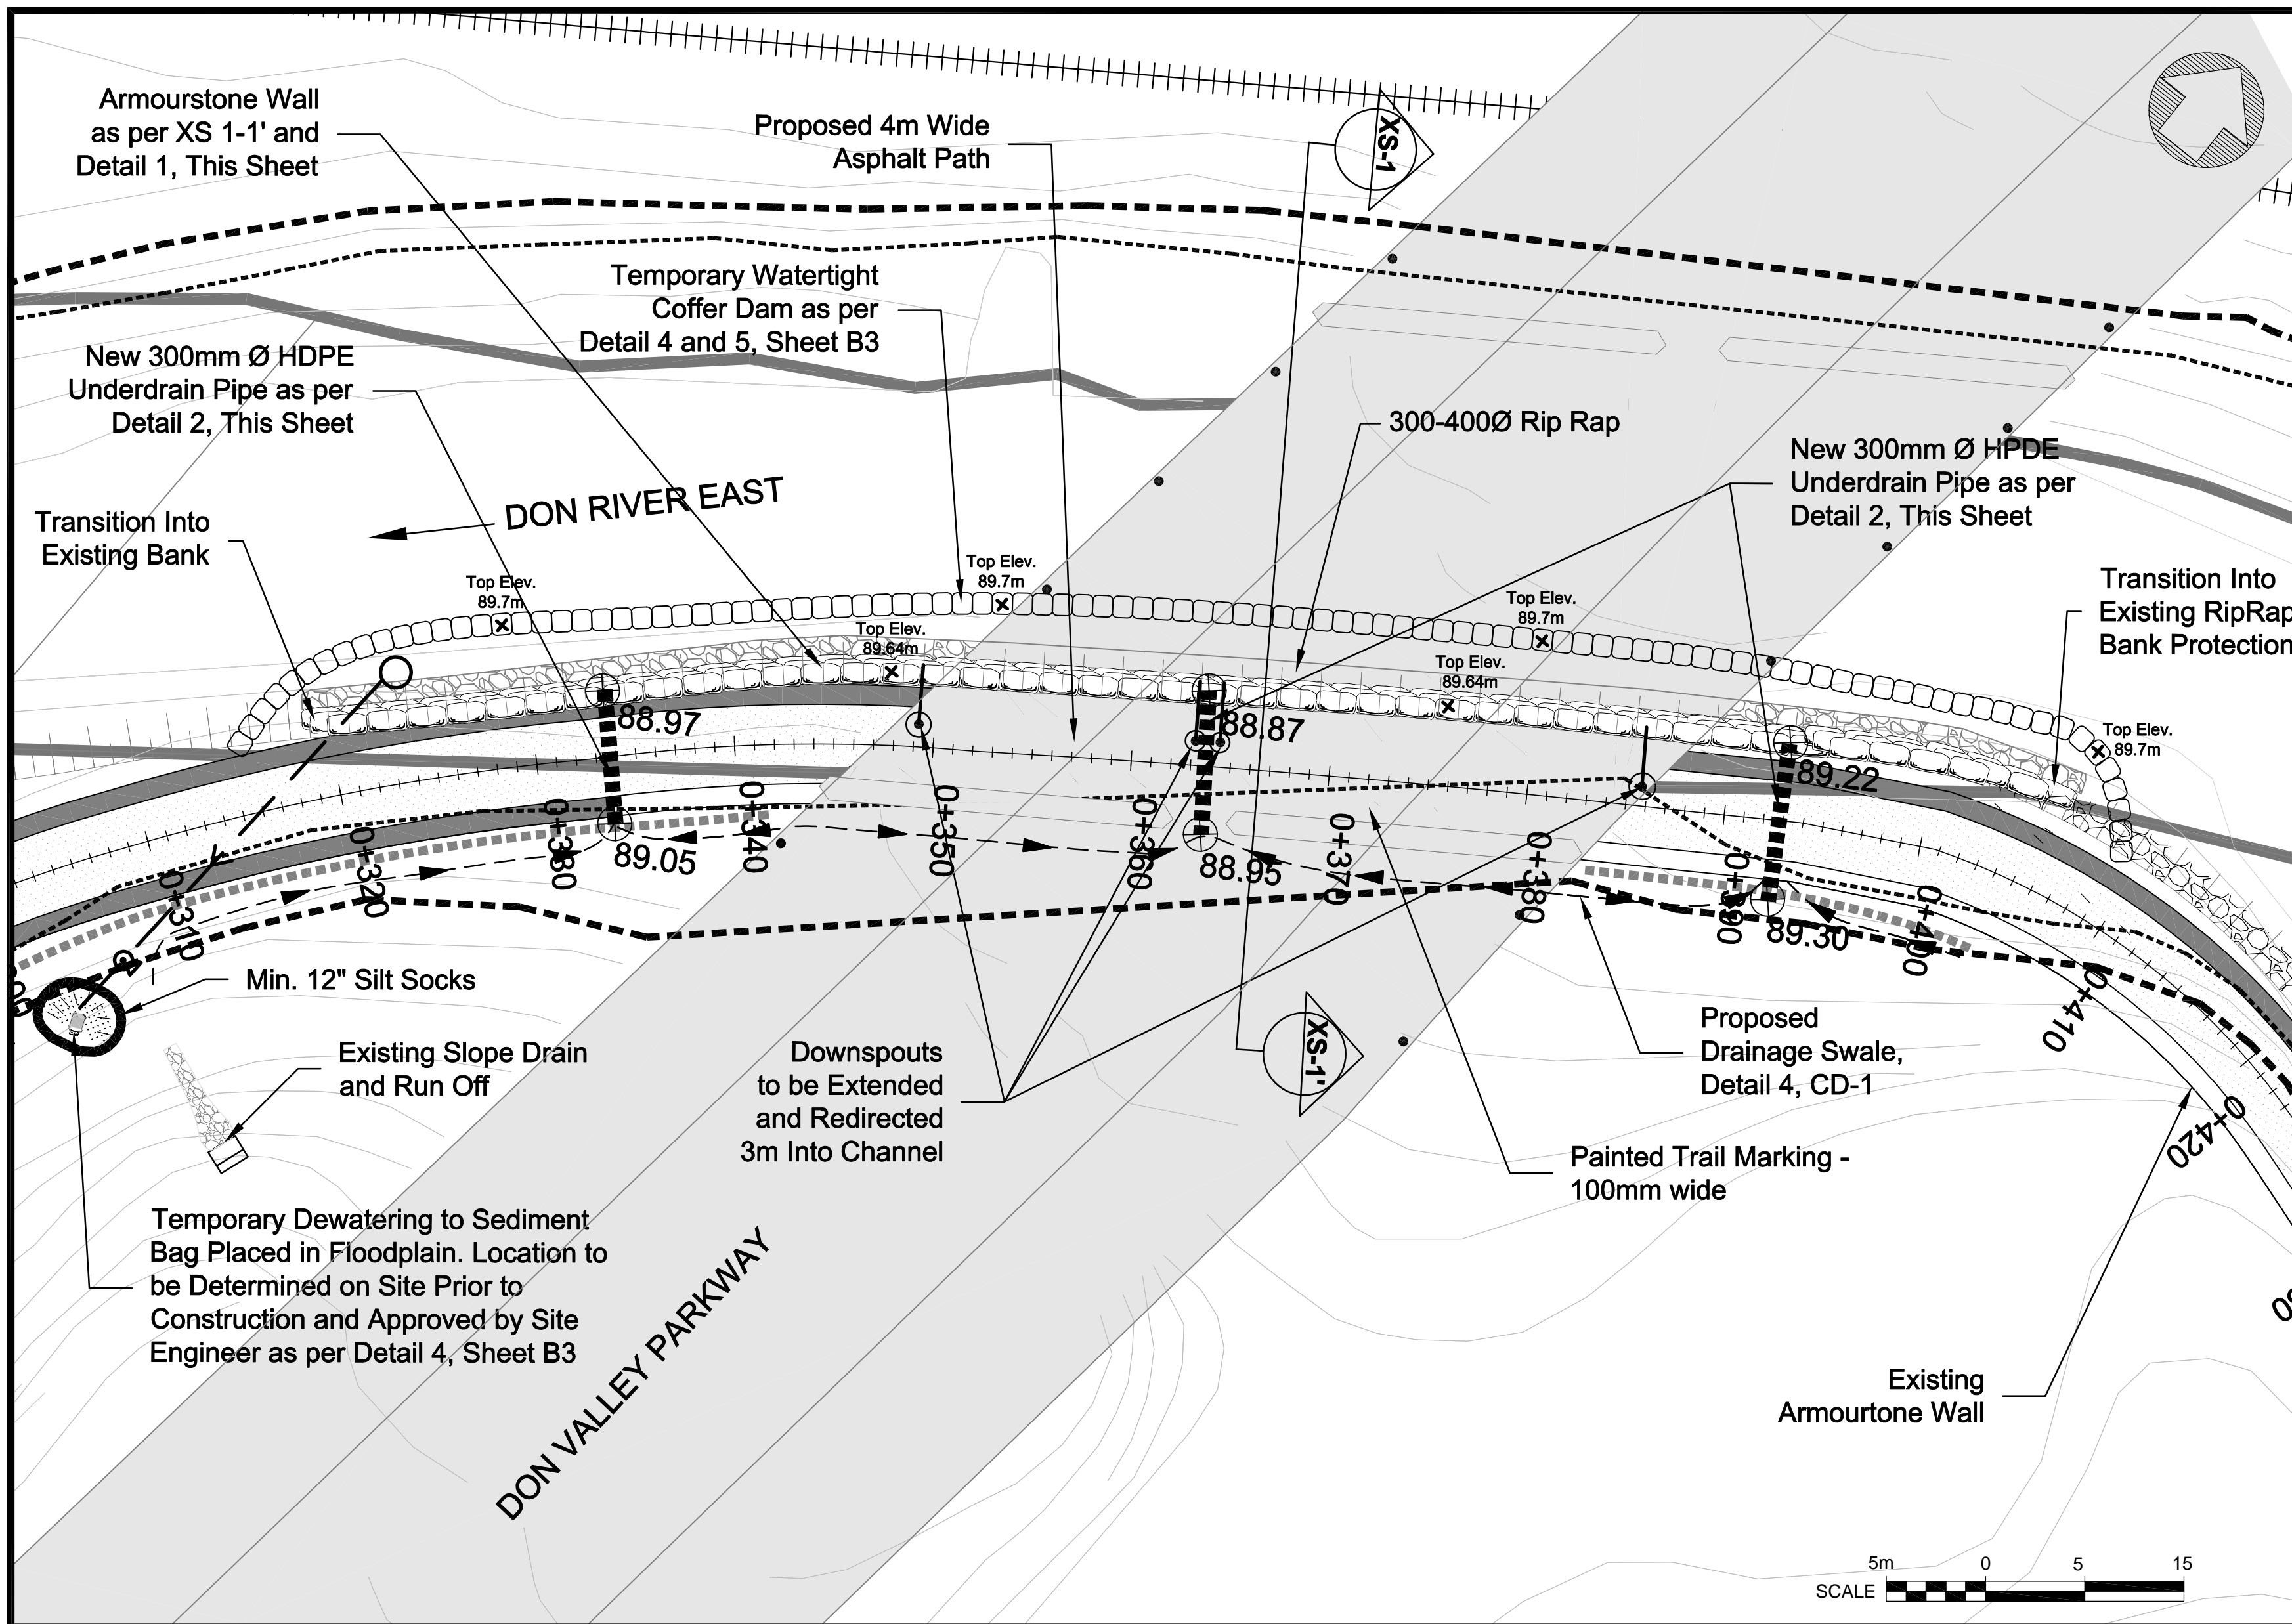 Armourstone Wall
as per XS 1-1' and
Detail 1, This Sheet
Proposed 4m Wide
Asphalt Path
XS-1
Temporary Watertight
Coffer Dam as per
Detail 4 and 5, Sheet B3
New 300mm Ø HDPE
Underdrain Pipe as per
Detail 2, This Sheet
300-400Ø Rip Rap
New 300mm Ø HPDE
Underdrain Pipe as per
Detail 2, This Sheet
DON RIVER EAST
Transition Into
Existing Bank
Top Elev.
89.7m
Top Elev.
89.7m
Top Elev.
89.7m
Transition Into
Existing RipRap
Bank Protection
Top Elev.
89.64m
Top Elev.
89.64m
Top Elev.
89.7m
88.97
88.87
89.22
89.05
88.95
89.30
0+310
0+320
0+330
0+340
0+350
0+360
0+370
0+380
0+390
0+400
0+410
0+420
Min. 12" Silt Socks
Existing Slope Drain
and Run Off
Downspouts
to be Extended
and Redirected
3m Into Channel
XS-1'
Proposed
Drainage Swale,
Detail 4, CD-1
Painted Trail Marking -
100mm wide
Temporary Dewatering to Sediment
Bag Placed in Floodplain. Location to
be Determined on Site Prior to
Construction and Approved by Site
Engineer as per Detail 4, Sheet B3
DON VALLEY PARKWAY
Existing
Armourtone Wall
5m 0 5 15
SCALE